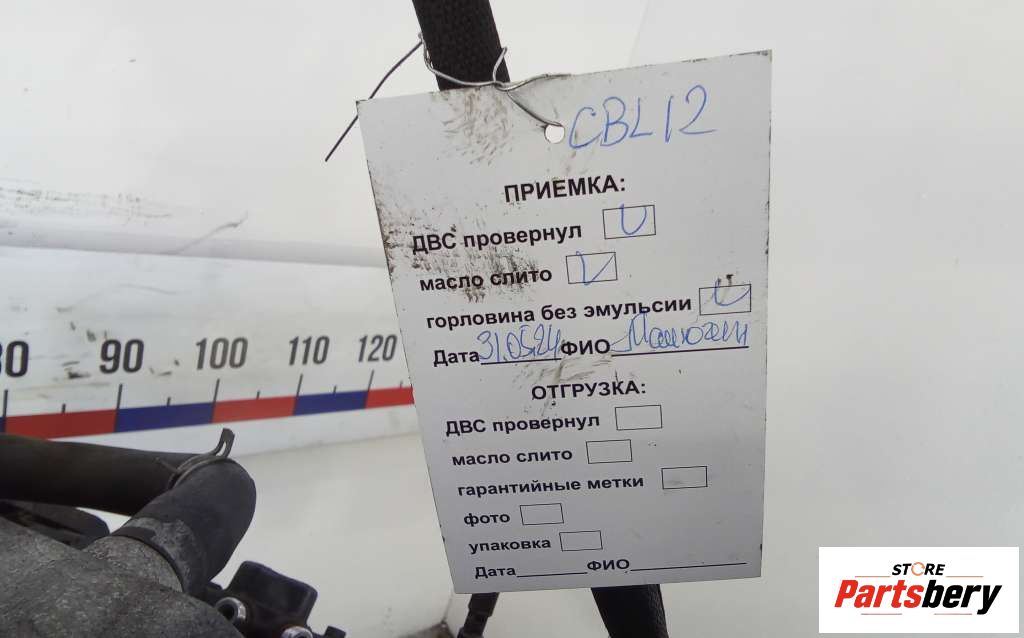 CBL12
ПРИЕМКА:
ДВС провернул
масло слито
горловина без эмульсии
Дата 31.05.24 ФИО
ОТГРУЗКА:
ДВС провернул
масло слито
гарантийные метки
фото
упаковка
Дата ФИО
90 100 110 120
STORE
Partsbery